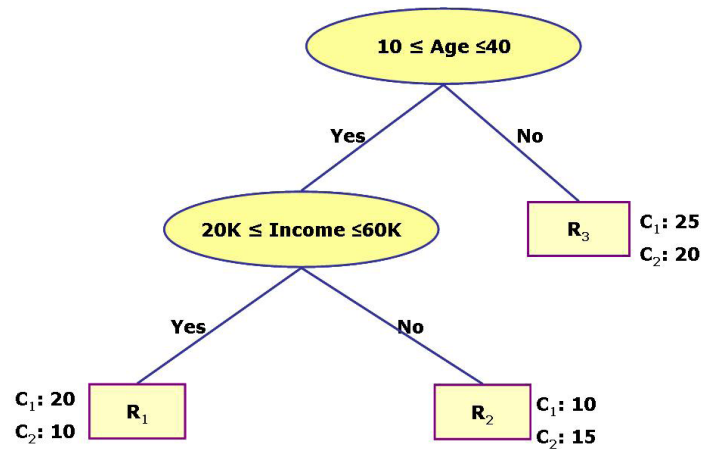 10 ≤ Age ≤40
Yes
No
20K ≤ Income ≤60K
R₃
C₁: 25
C₂: 20
Yes
No
C₁: 20
C₂: 10
R₁
R₂
C₁: 10
C₂: 15